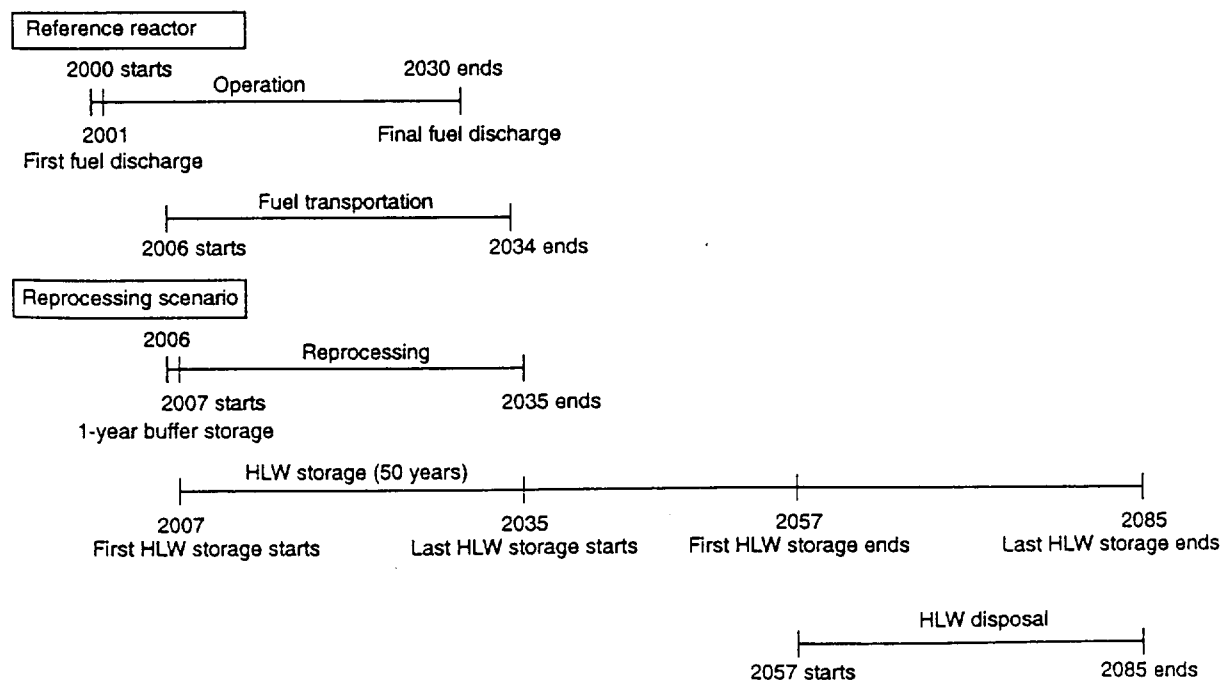 Reference reactor
2000 starts
2030 ends
Operation
2001
First fuel discharge
Final fuel discharge
Fuel transportation
2006 starts
2034 ends
Reprocessing scenario
2006
Reprocessing
2007 starts
2035 ends
1-year buffer storage
HLW storage (50 years)
2007
First HLW storage starts
2035
Last HLW storage starts
2057
First HLW storage ends
2085
Last HLW storage ends
HLW disposal
2057 starts
2085 ends